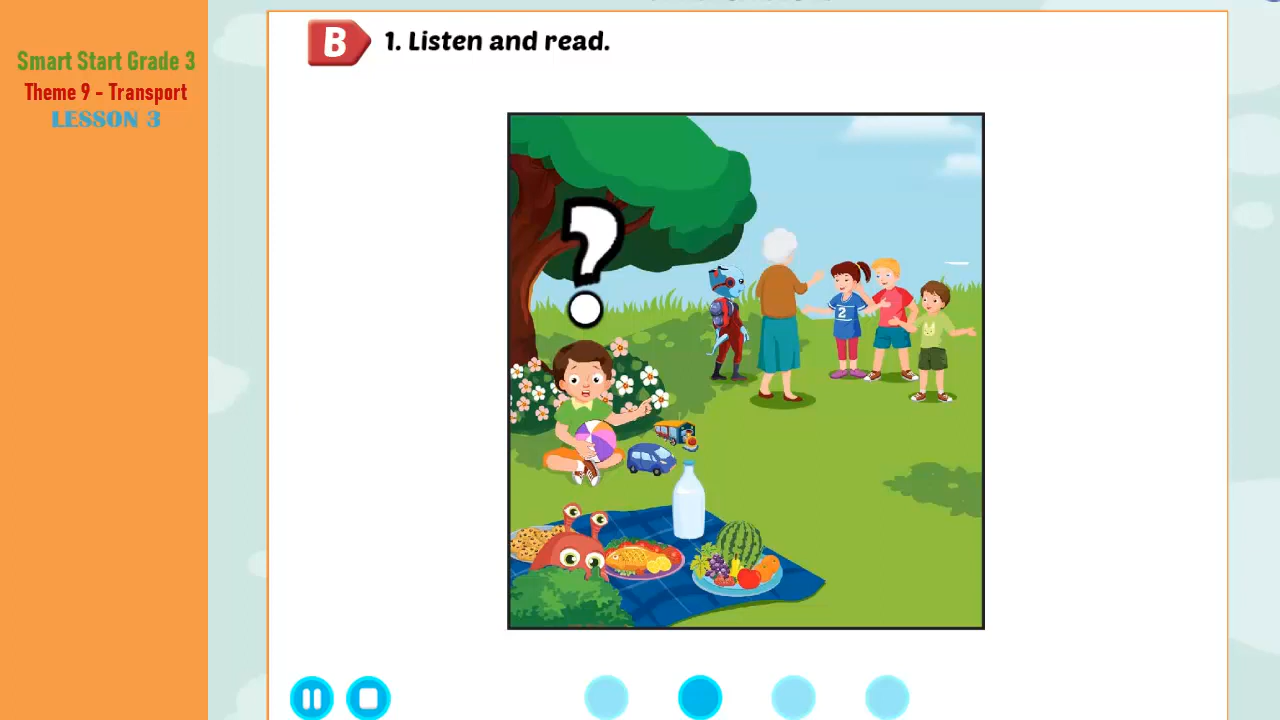 Smart Start Grade 3
Theme 9 - Transport
LESSON 3
B 1. Listen and read.
?
2